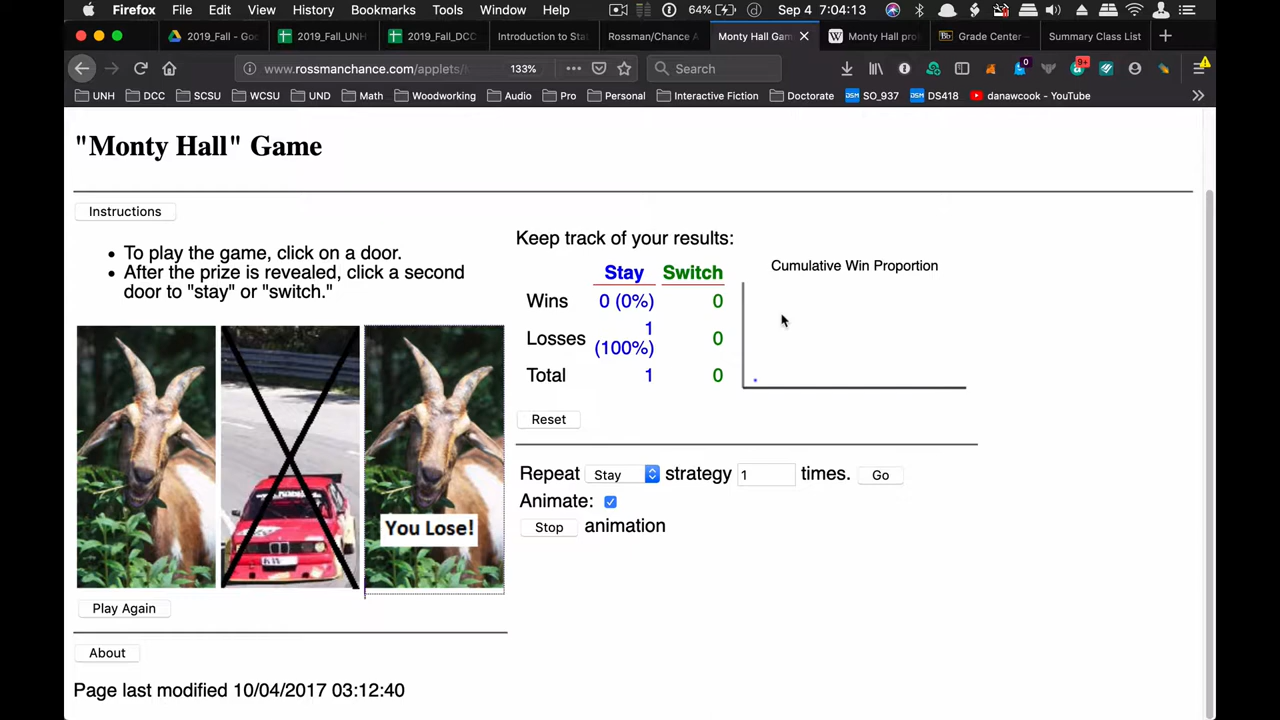 Firefox File Edit View History Bookmarks Tools Window Help 64% Sep 4 7:04:13
2019_Fall - Goo 2019_Fall_UNH 2019_Fall_DCC Introduction to Sta Rossman/Chance A Monty Hall Gam Monty Hall pro Grade Center – Summary Class List
www.rossmanchance.com/applets/ 133% Search 9+ 0
UNH DCC SCSU WCSU UND Math Woodworking Audio Pro Personal Interactive Fiction Doctorate SO_937 DS418 danawcook - YouTube
"Monty Hall" Game
Instructions
• To play the game, click on a door.
• After the prize is revealed, click a second
door to "stay" or "switch."
You Lose!
Play Again
About
Page last modified 10/04/2017 03:12:40
Keep track of your results:
Stay Switch
Wins 0 (0%) 0
Losses 1 (100%) 0
Total 1 0
Cumulative Win Proportion
Reset
Repeat Stay strategy 1 times. Go
Animate:
Stop animation